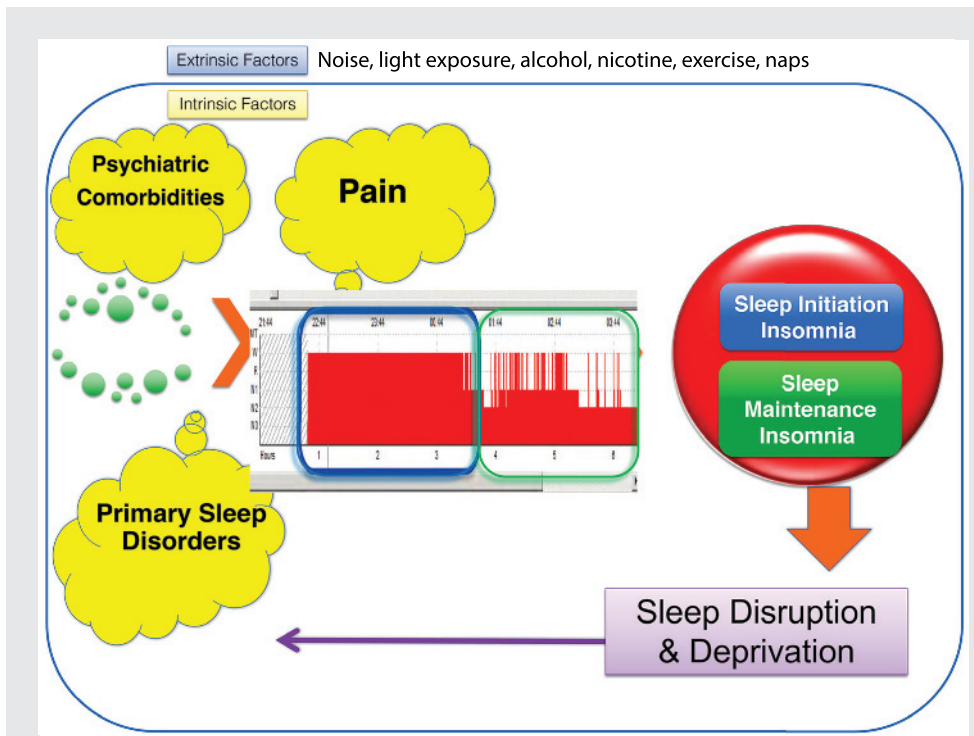 Extrinsic Factors
Noise, light exposure, alcohol, nicotine, exercise, naps
Intrinsic Factors
Psychiatric
Comorbidities
Pain
21:44 22:44 23:44 00:44 01:44 02:44 03:44
MT
W
R
N1
N2
N3
Hours 1 2 3 4 5 6
Sleep Initiation
Insomnia
Sleep
Maintenance
Insomnia
Primary Sleep
Disorders
Sleep Disruption
& Deprivation